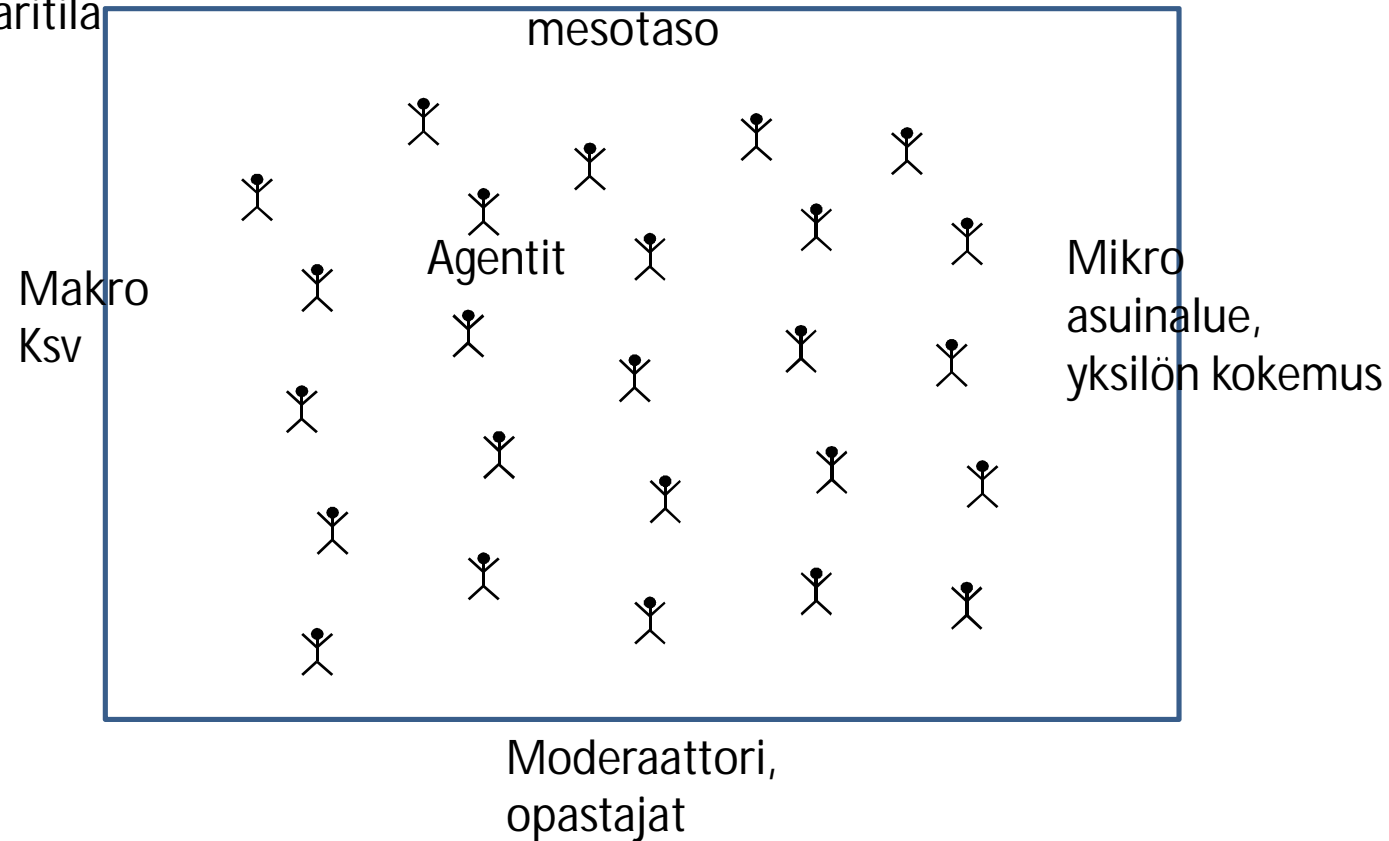 mesotaso
Agentit
Makro
Ksv
Mikro
asuinalue,
yksilön kokemus
Moderaattori,
opastajat